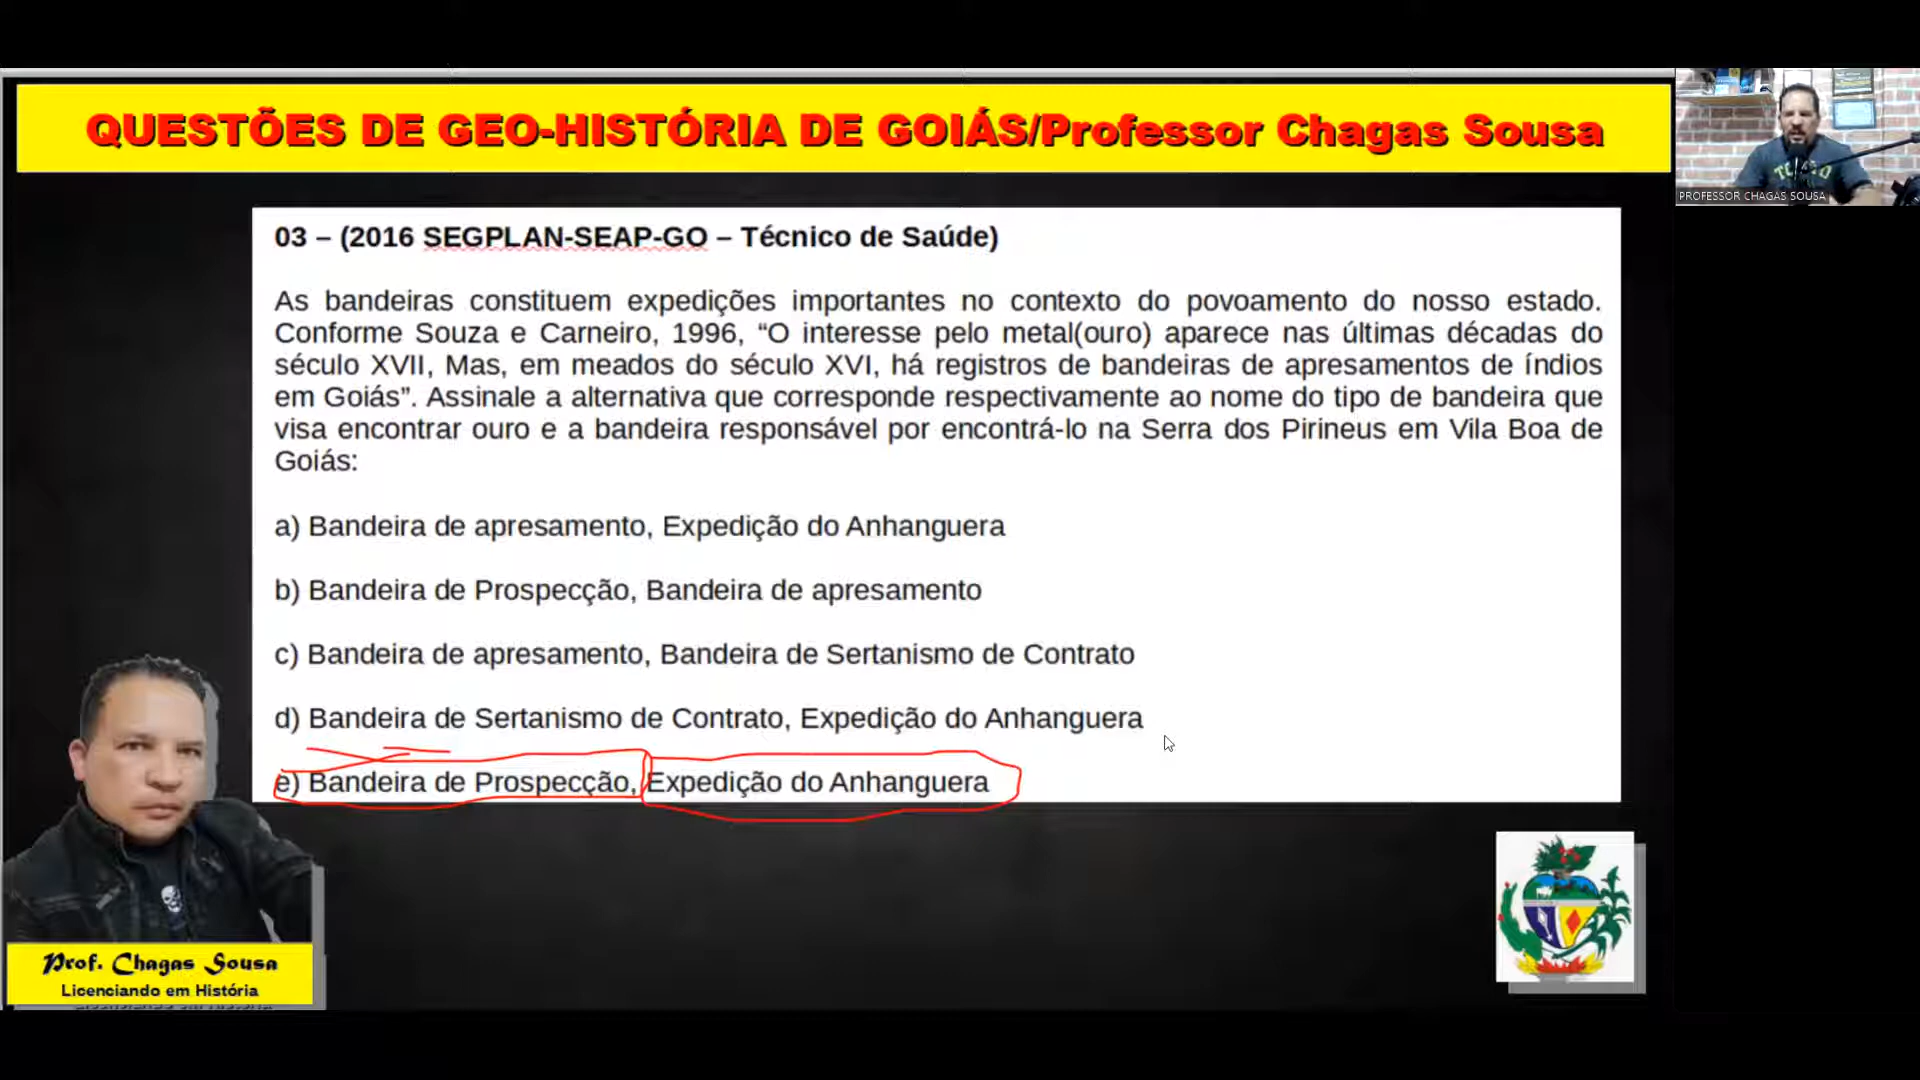 QUESTÕES DE GEO-HISTÓRIA DE GOIÁS/Professor Chagas Sousa
PROFESSOR CHAGAS SOUSA
03 – (2016 SEGPLAN-SEAP-GO – Técnico de Saúde)
As bandeiras constituem expedições importantes no contexto do povoamento do nosso estado.
Conforme Souza e Carneiro, 1996, “O interesse pelo metal(ouro) aparece nas últimas décadas do
século XVII, Mas, em meados do século XVI, há registros de bandeiras de apresamentos de índios
em Goiás”. Assinale a alternativa que corresponde respectivamente ao nome do tipo de bandeira que
visa encontrar ouro e a bandeira responsável por encontrá-lo na Serra dos Pirineus em Vila Boa de
Goiás:
a) Bandeira de apresamento, Expedição do Anhanguera
b) Bandeira de Prospecção, Bandeira de apresamento
c) Bandeira de apresamento, Bandeira de Sertanismo de Contrato
d) Bandeira de Sertanismo de Contrato, Expedição do Anhanguera
e) Bandeira de Prospecção, Expedição do Anhanguera
Prof. Chagas Sousa
Licenciando em História